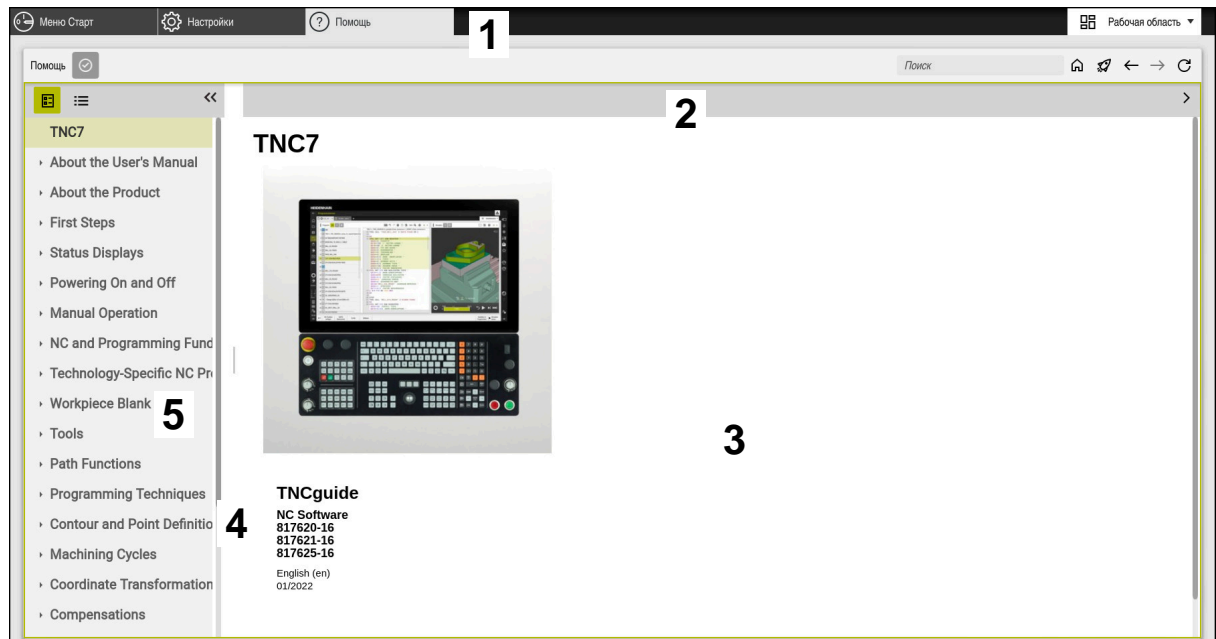 Меню Старт
Настройки
Помощь
1
Рабочая область
Помощь
Поиск
2
TNC7
About the User's Manual
About the Product
First Steps
Status Displays
Powering On and Off
Manual Operation
NC and Programming Fund
Technology-Specific NC Pr
Workpiece Blank
5
Tools
Path Functions
Programming Techniques
Contour and Point Definitio
Machining Cycles
Coordinate Transformation
Compensations
TNC7
HEIDENHAIN
3
4
TNCguide
NC Software
817620-16
817621-16
817625-16
English (en)
01/2022